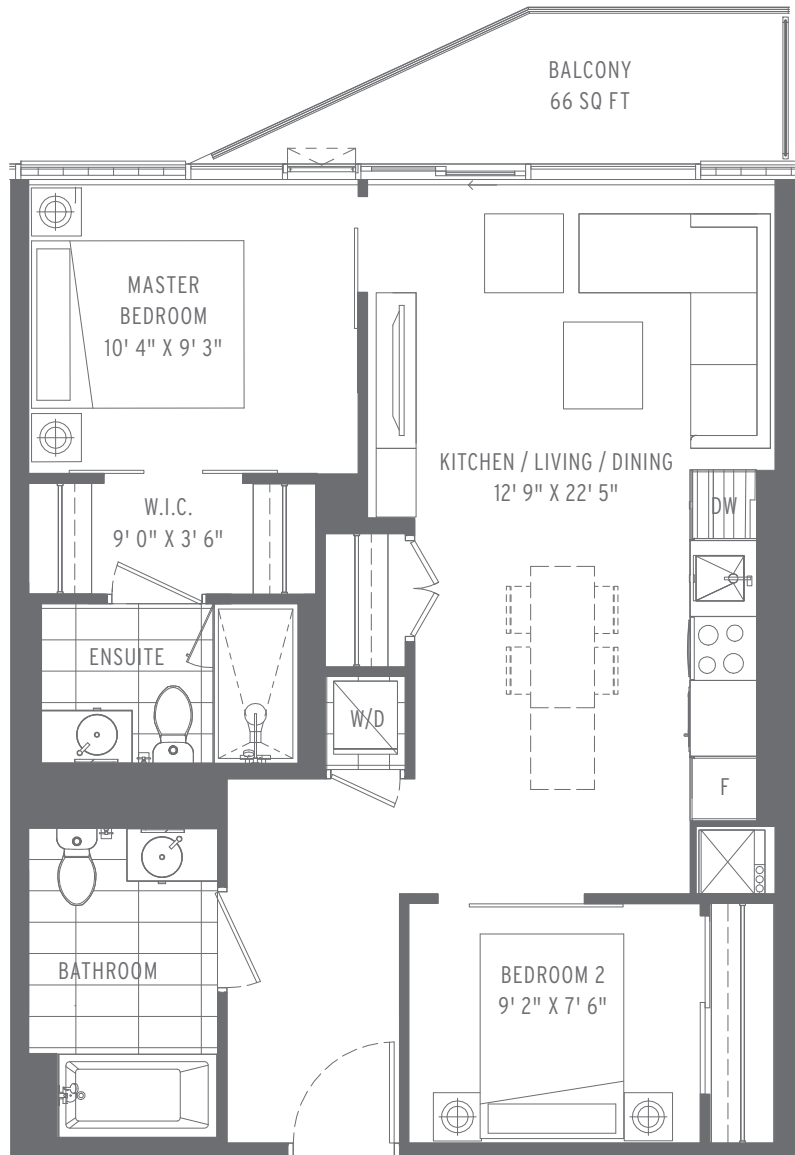 BALCONY
66 SQ FT
MASTER
BEDROOM
10' 4" X 9' 3"
KITCHEN / LIVING / DINING
12' 9" X 22' 5"
W.I.C.
9' 0" X 3' 6"
DW
ENSUITE
W/D
F
BATHROOM
BEDROOM 2
9' 2" X 7' 6"